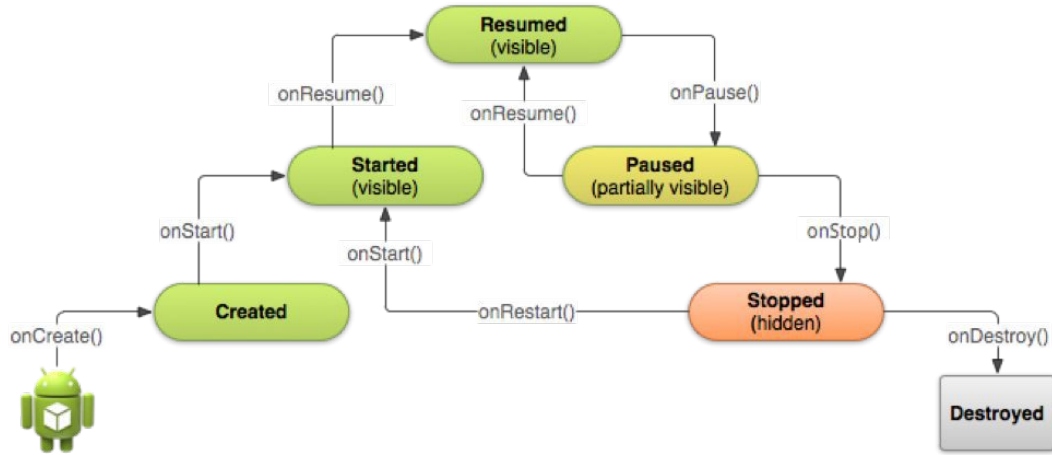 Resumed
(visible)
onResume()
onResume()
onPause()
Started
(visible)
Paused
(partially visible)
onStart()
onStart()
onStop()
Created
onRestart()
Stopped
(hidden)
onCreate()
onDestroy()
Destroyed